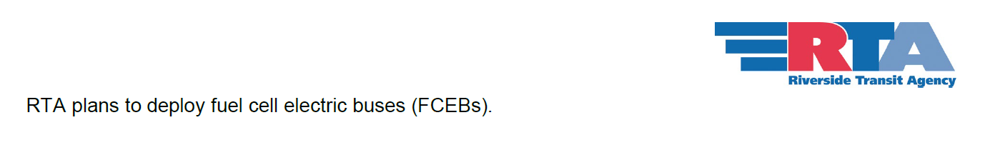 RTA
Riverside Transit Agency
RTA plans to deploy fuel cell electric buses (FCEBs).